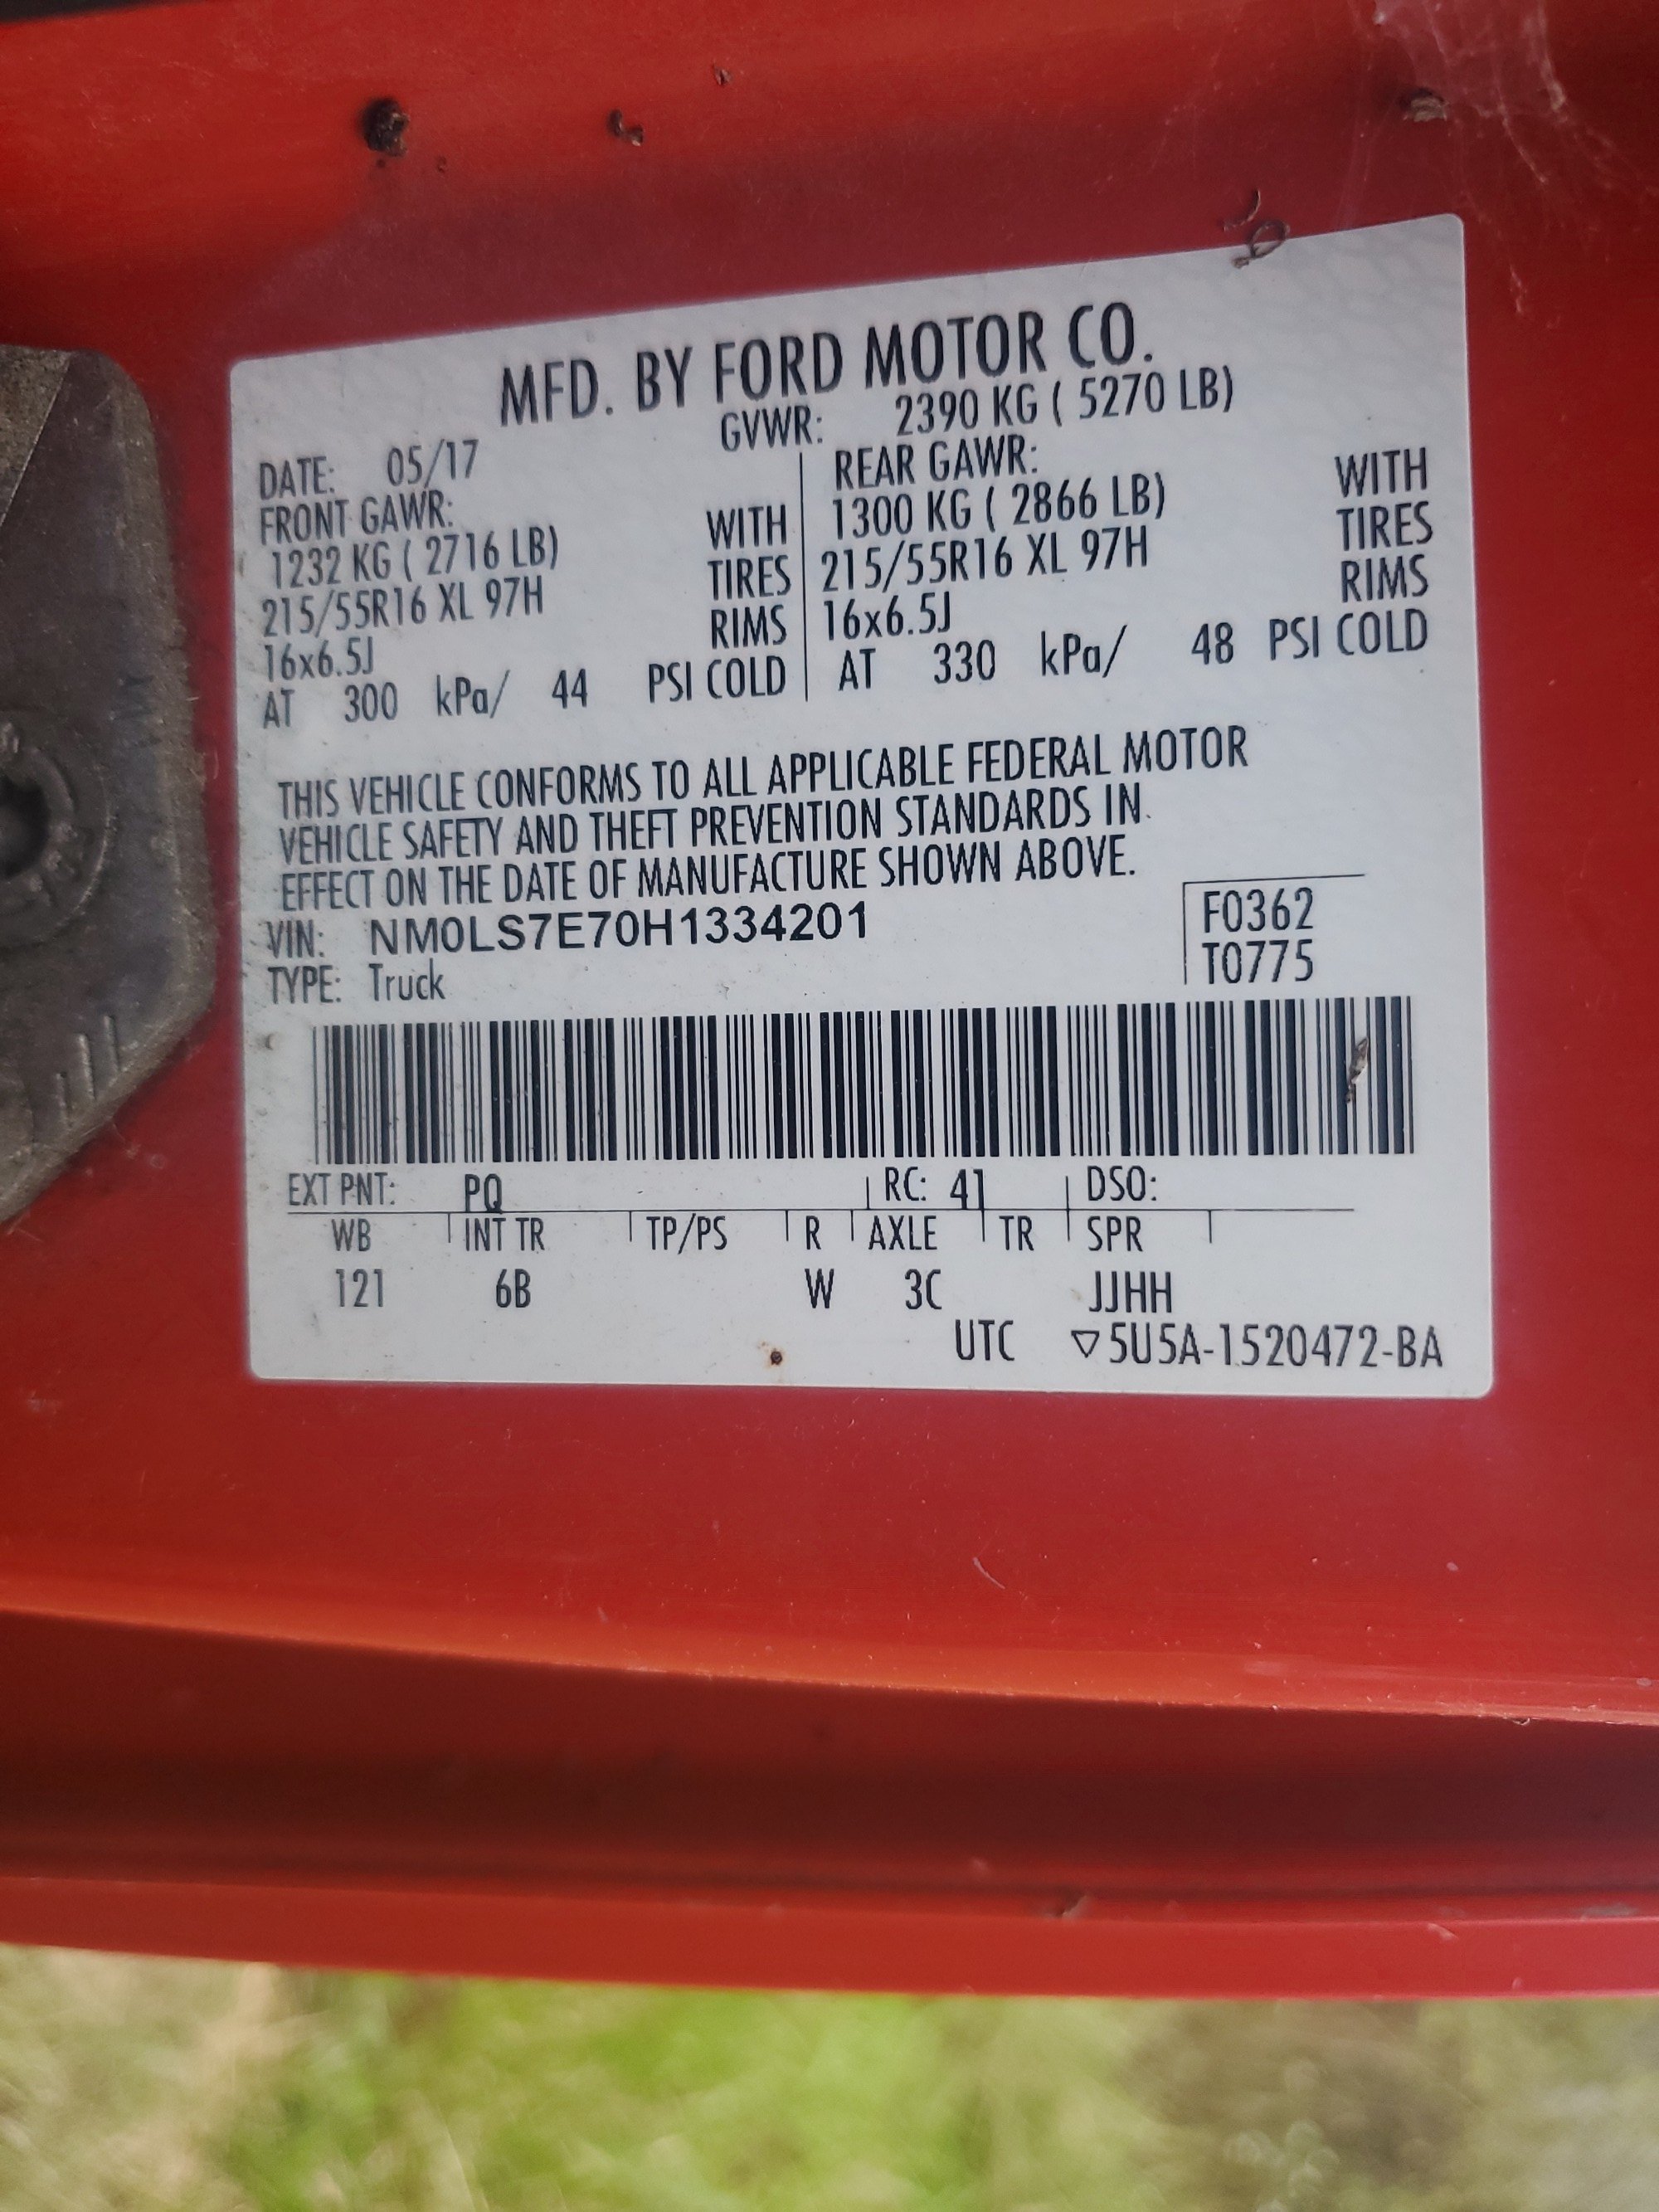 MFD. BY FORD MOTOR CO.
DATE: 05/17 GVWR: 2390 KG ( 5270 LB)
FRONT GAWR: REAR GAWR:
1232 KG ( 2716 LB) WITH 1300 KG ( 2866 LB) WITH
215/55R16 XL 97H TIRES 215/55R16 XL 97H TIRES
16x6.5J RIMS 16x6.5J RIMS
AT 300 kPa/ 44 PSI COLD AT 330 kPa/ 48 PSI COLD
THIS VEHICLE CONFORMS TO ALL APPLICABLE FEDERAL MOTOR
VEHICLE SAFETY AND THEFT PREVENTION STANDARDS IN
EFFECT ON THE DATE OF MANUFACTURE SHOWN ABOVE.
VIN: NM0LS7E70H1334201 F0362
TYPE: Truck T0775
EXT PNT: PQ RC: 41 DSO:
WB INT TR TP/PS R AXLE TR SPR
121 6B W 3C JJHH
UTC ▽5U5A-1520472-BA